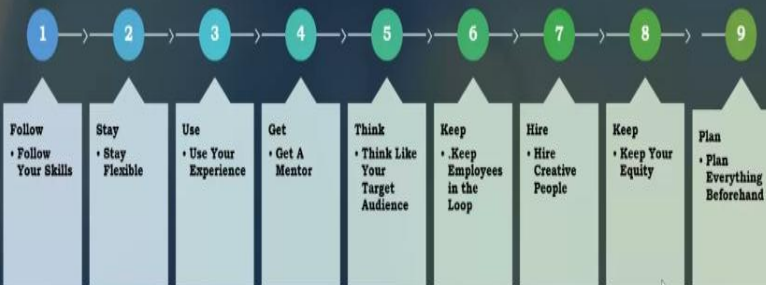 1
2
3
4
5
6
7
8
9
Follow
• Follow
Your Skills
Stay
• Stay
Flexible
Use
• Use Your
Experience
Get
• Get A
Mentor
Think
• Think Like
Your
Target
Audience
Keep
• .Keep
Employees
in the
Loop
Hire
• Hire
Creative
People
Keep
• Keep Your
Equity
Plan
• Plan
Everything
Beforehand